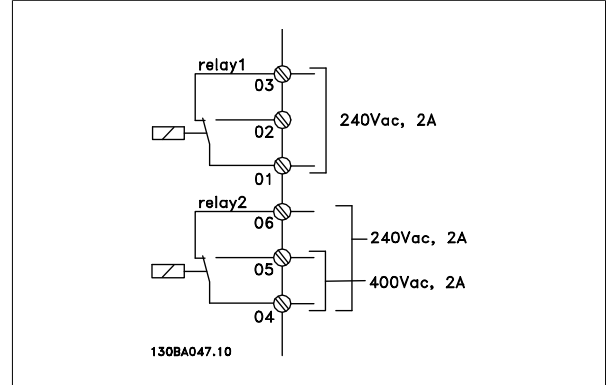 relay1
03
02
240Vac, 2A
01
relay2
06
240Vac, 2A
05
400Vac, 2A
04
130BA047.10